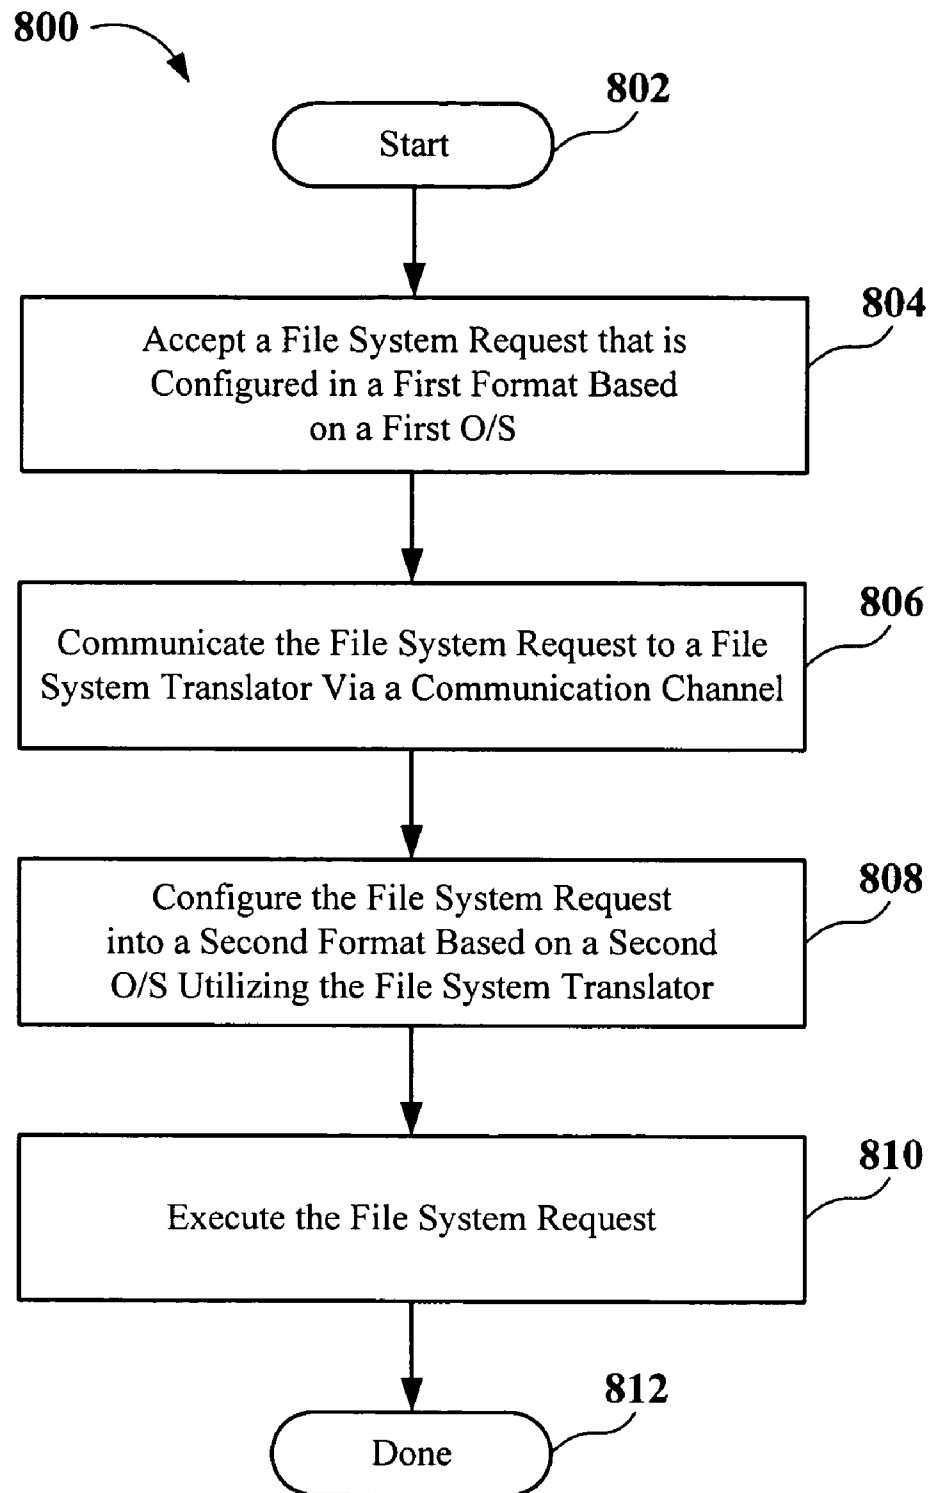 800
802
Start
804
Accept a File System Request that is
Configured in a First Format Based
on a First O/S
806
Communicate the File System Request to a File
System Translator Via a Communication Channel
808
Configure the File System Request
into a Second Format Based on a Second
O/S Utilizing the File System Translator
810
Execute the File System Request
812
Done